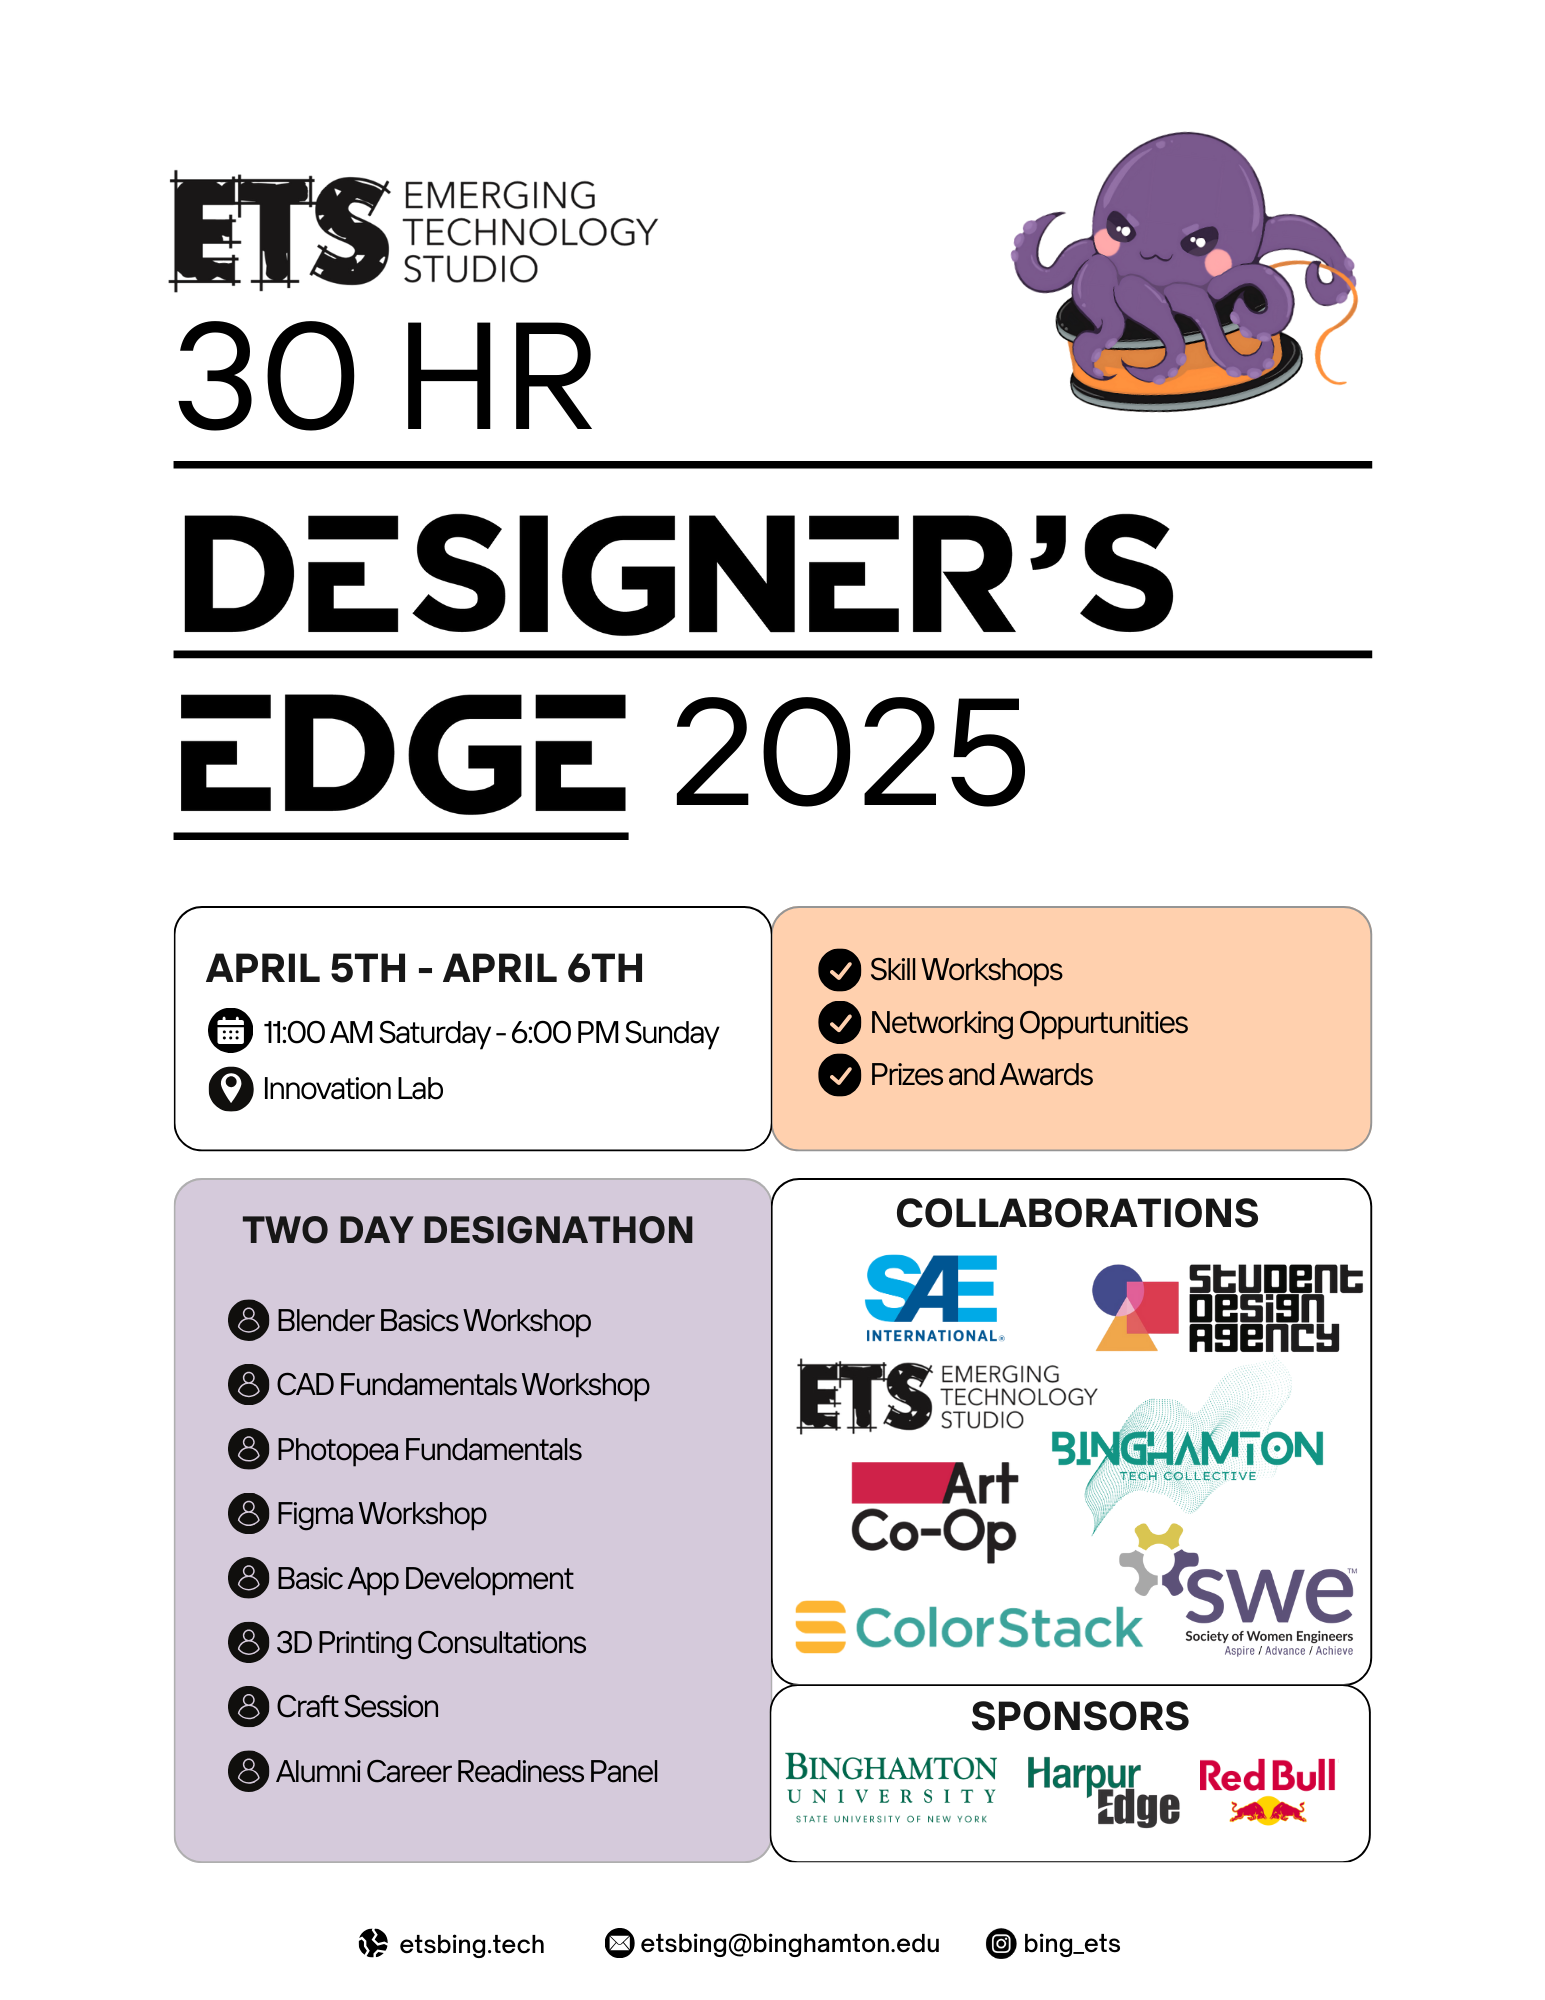 ETS EMERGING
TECHNOLOGY
STUDIO
30 HR
DESIGNER'S
EDGE 2025
APRIL 5TH - APRIL 6TH
11:00 AM Saturday - 6:00 PM Sunday
Innovation Lab
Skill Workshops
Networking Oppurtunities
Prizes and Awards
TWO DAY DESIGNATHON
Blender Basics Workshop
CAD Fundamentals Workshop
Photopea Fundamentals
Figma Workshop
Basic App Development
3D Printing Consultations
Craft Session
Alumni Career Readiness Panel
COLLABORATIONS
SAE
INTERNATIONAL®
STUDENT
DESIGN
AGENCY
ETS EMERGING
TECHNOLOGY
STUDIO
BINGHAMTON
TECH COLLECTIVE
Art
Co-Op
swe™
Society of Women Engineers
Aspire / Advance / Achieve
ColorStack
SPONSORS
BINGHAMTON
UNIVERSITY
STATE UNIVERSITY OF NEW YORK
Harpur
Edge
Red Bull
etsbing.tech
etsbing@binghamton.edu
bing_ets